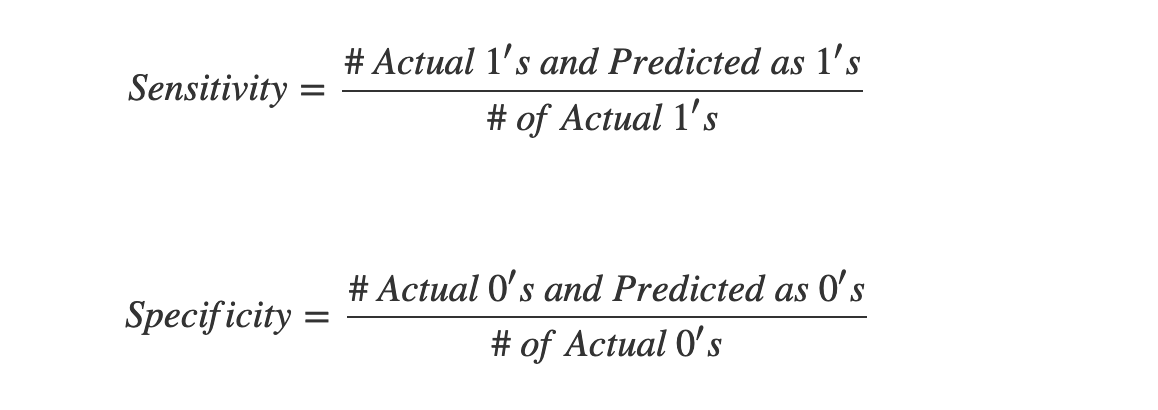 Sensitivity = # Actual 1's and Predicted as 1's / # of Actual 1's
Specificity = # Actual 0's and Predicted as 0's / # of Actual 0's